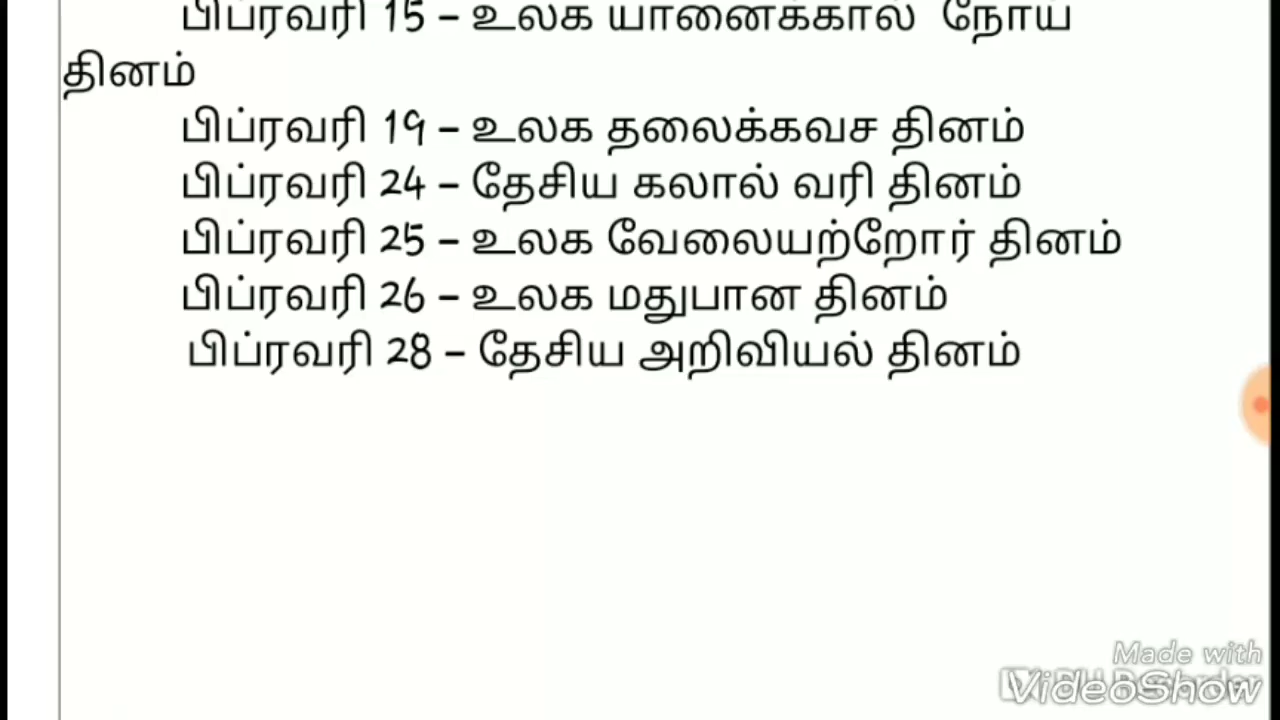 பிப்ரவரி 15 – உலக யானைக்கால் நோய்
தினம்
பிப்ரவரி 19 – உலக தலைக்கவச தினம்
பிப்ரவரி 24 – தேசிய கலால் வரி தினம்
பிப்ரவரி 25 – உலக வேலையற்றோர் தினம்
பிப்ரவரி 26 – உலக மதுபான தினம்
பிப்ரவரி 28 – தேசிய அறிவியல் தினம்
Made with
VideoShow